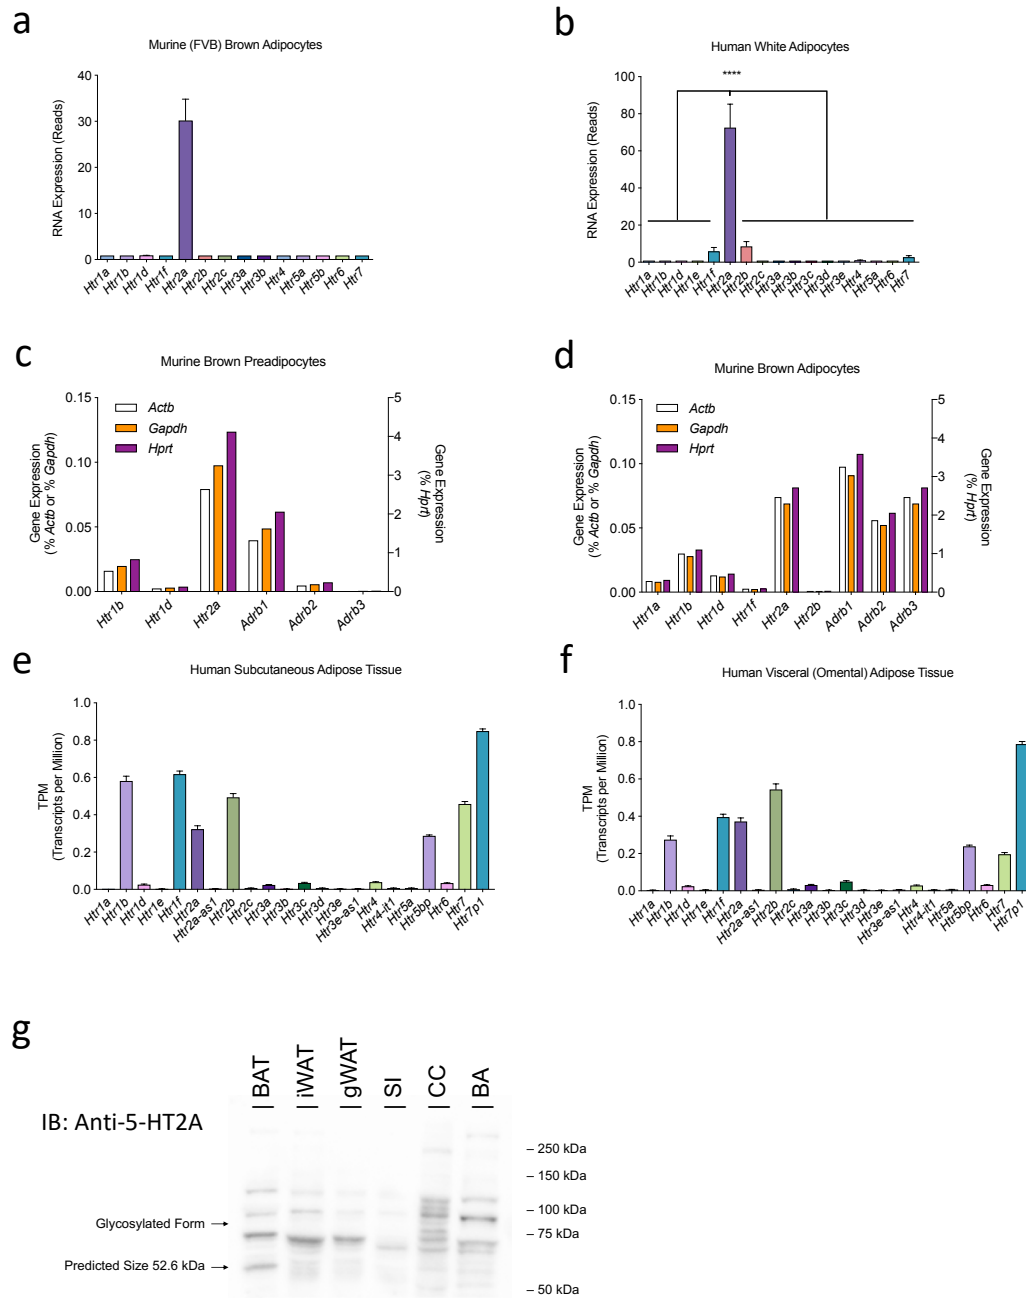 a
Murine (FVB) Brown Adipocytes
RNA Expression (Reads)
40
30
20
10
0
Htr1a
Htr1b
Htr1d
Htr1f
Htr2a
Htr2b
Htr2c
Htr3a
Htr3b
Htr4
Htr5a
Htr5b
Htr6
Htr7
b
Human White Adipocytes
****
RNA Expression (Reads)
100
80
60
40
20
0
Htr1a
Htr1b
Htr1d
Htr1e
Htr1f
Htr2a
Htr2b
Htr2c
Htr3a
Htr3b
Htr3c
Htr3d
Htr3e
Htr4
Htr5a
Htr6
Htr7
c
Murine Brown Preadipocytes
Gene Expression
(% Actb or % Gapdh)
0.15
0.10
0.05
0.00
Actb
Gapdh
Hprt
5
4
3
2
1
0
Gene Expression
(% Hprt)
Htr1b
Htr1d
Htr2a
Adrb1
Adrb2
Adrb3
d
Murine Brown Adipocytes
Gene Expression
(% Actb or % Gapdh)
0.15
0.10
0.05
0.00
Actb
Gapdh
Hprt
5
4
3
2
1
0
Gene Expression
(% Hprt)
Htr1a
Htr1b
Htr1d
Htr1f
Htr2a
Htr2b
Adrb1
Adrb2
Adrb3
e
Human Subcutaneous Adipose Tissue
TPM
(Transcripts per Million)
1.0
0.8
0.6
0.4
0.2
0.0
Htr1a
Htr1b
Htr1d
Htr1e
Htr1f
Htr2a
Htr2a-as1
Htr2b
Htr2c
Htr3a
Htr3b
Htr3c
Htr3d
Htr3e
Htr3e-as1
Htr4
Htr4-it1
Htr5a
Htr5bp
Htr6
Htr7
Htr7p1
f
Human Visceral (Omental) Adipose Tissue
TPM
(Transcripts per Million)
1.0
0.8
0.6
0.4
0.2
0.0
Htr1a
Htr1b
Htr1d
Htr1e
Htr1f
Htr2a
Htr2a-as1
Htr2b
Htr2c
Htr3a
Htr3b
Htr3c
Htr3d
Htr3e
Htr3e-as1
Htr4
Htr4-it1
Htr5a
Htr5bp
Htr6
Htr7
Htr7p1
g
| BAT
| iWAT
| gWAT
| SI
| CC
| BA
IB: Anti-5-HT2A
– 250 kDa
– 150 kDa
– 100 kDa
Glycosylated Form →
– 75 kDa
Predicted Size 52.6 kDa →
– 50 kDa